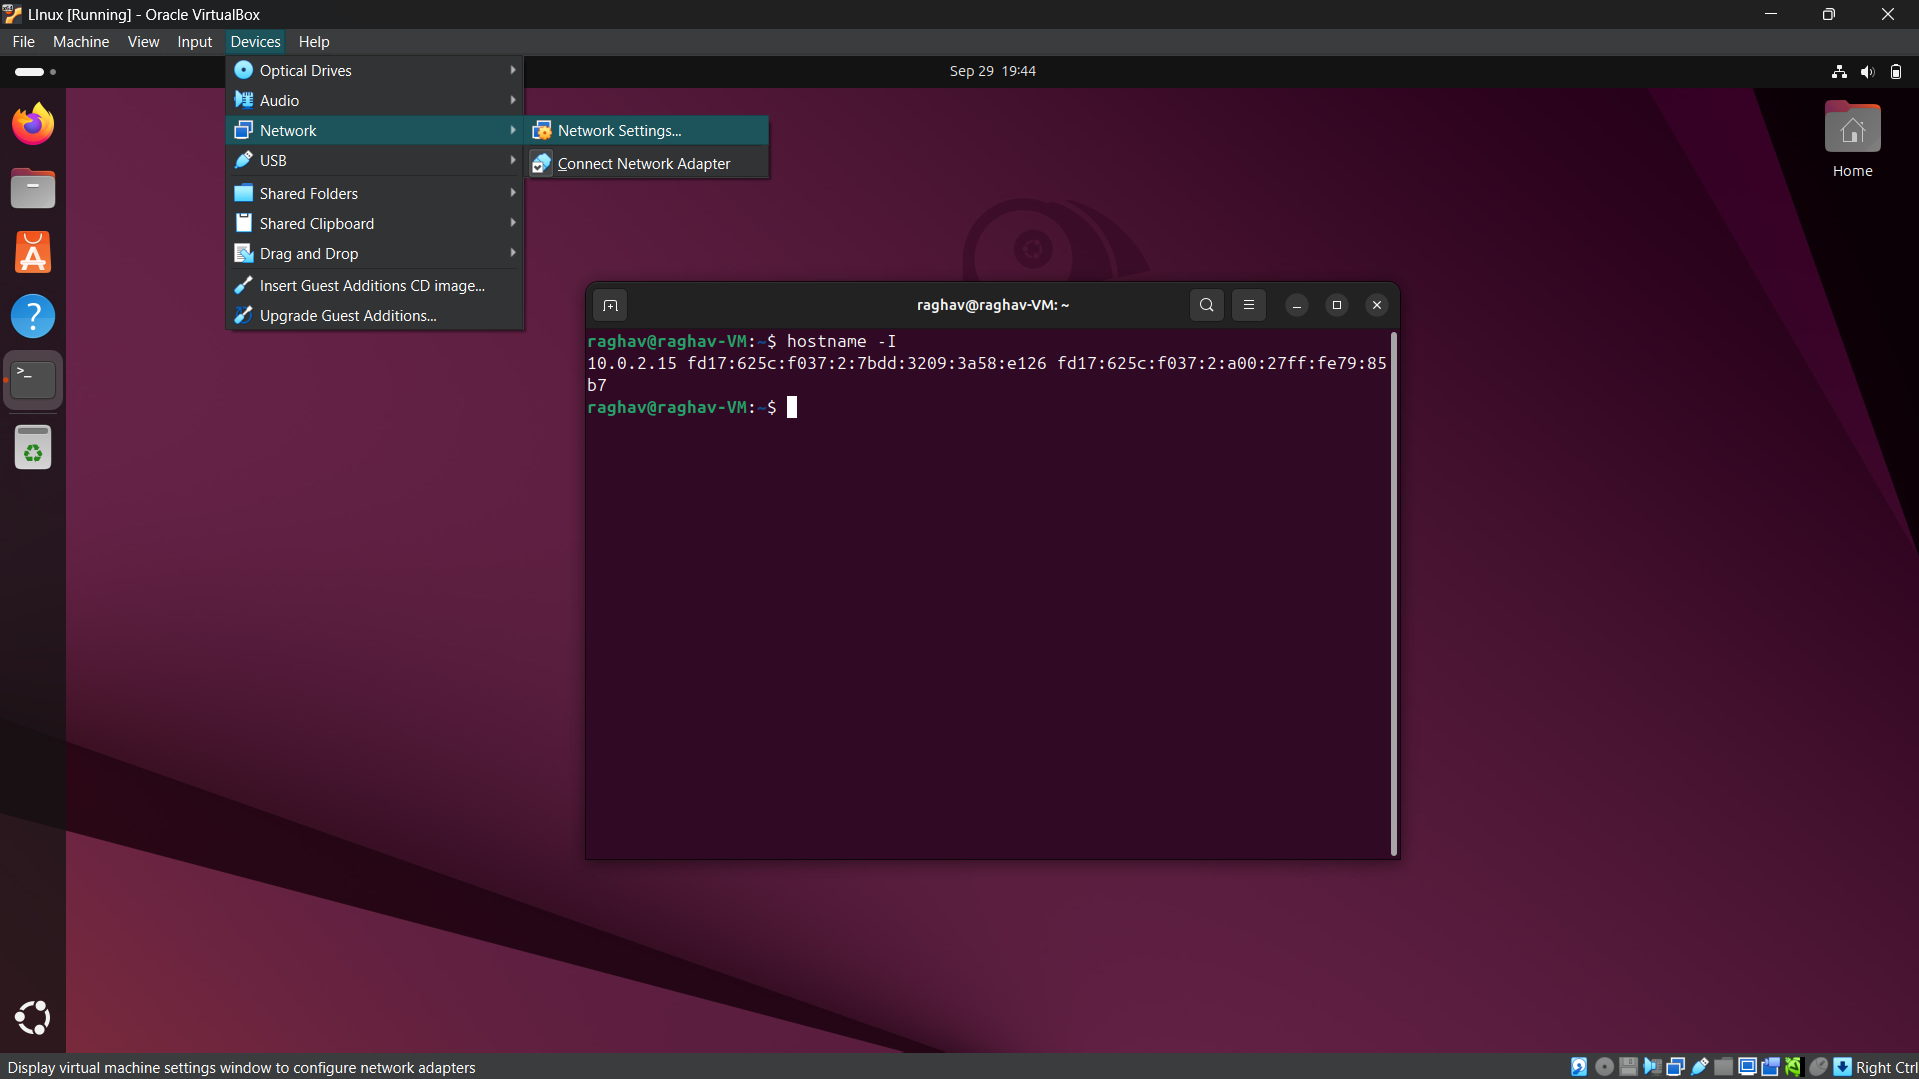 LInux [Running] - Oracle VirtualBox
File Machine View Input Devices Help
Optical Drives
Sep 29 19:44
Audio
Network
Network Settings...
USB
Connect Network Adapter
Home
Shared Folders
Shared Clipboard
Drag and Drop
Insert Guest Additions CD image...
Upgrade Guest Additions...
raghav@raghav-VM: ~
raghav@raghav-VM:~$ hostname -I
10.0.2.15 fd17:625c:f037:2:7bdd:3209:3a58:e126 fd17:625c:f037:2:a00:27ff:fe79:85
b7
raghav@raghav-VM:~$
Display virtual machine settings window to configure network adapters
Right Ctrl